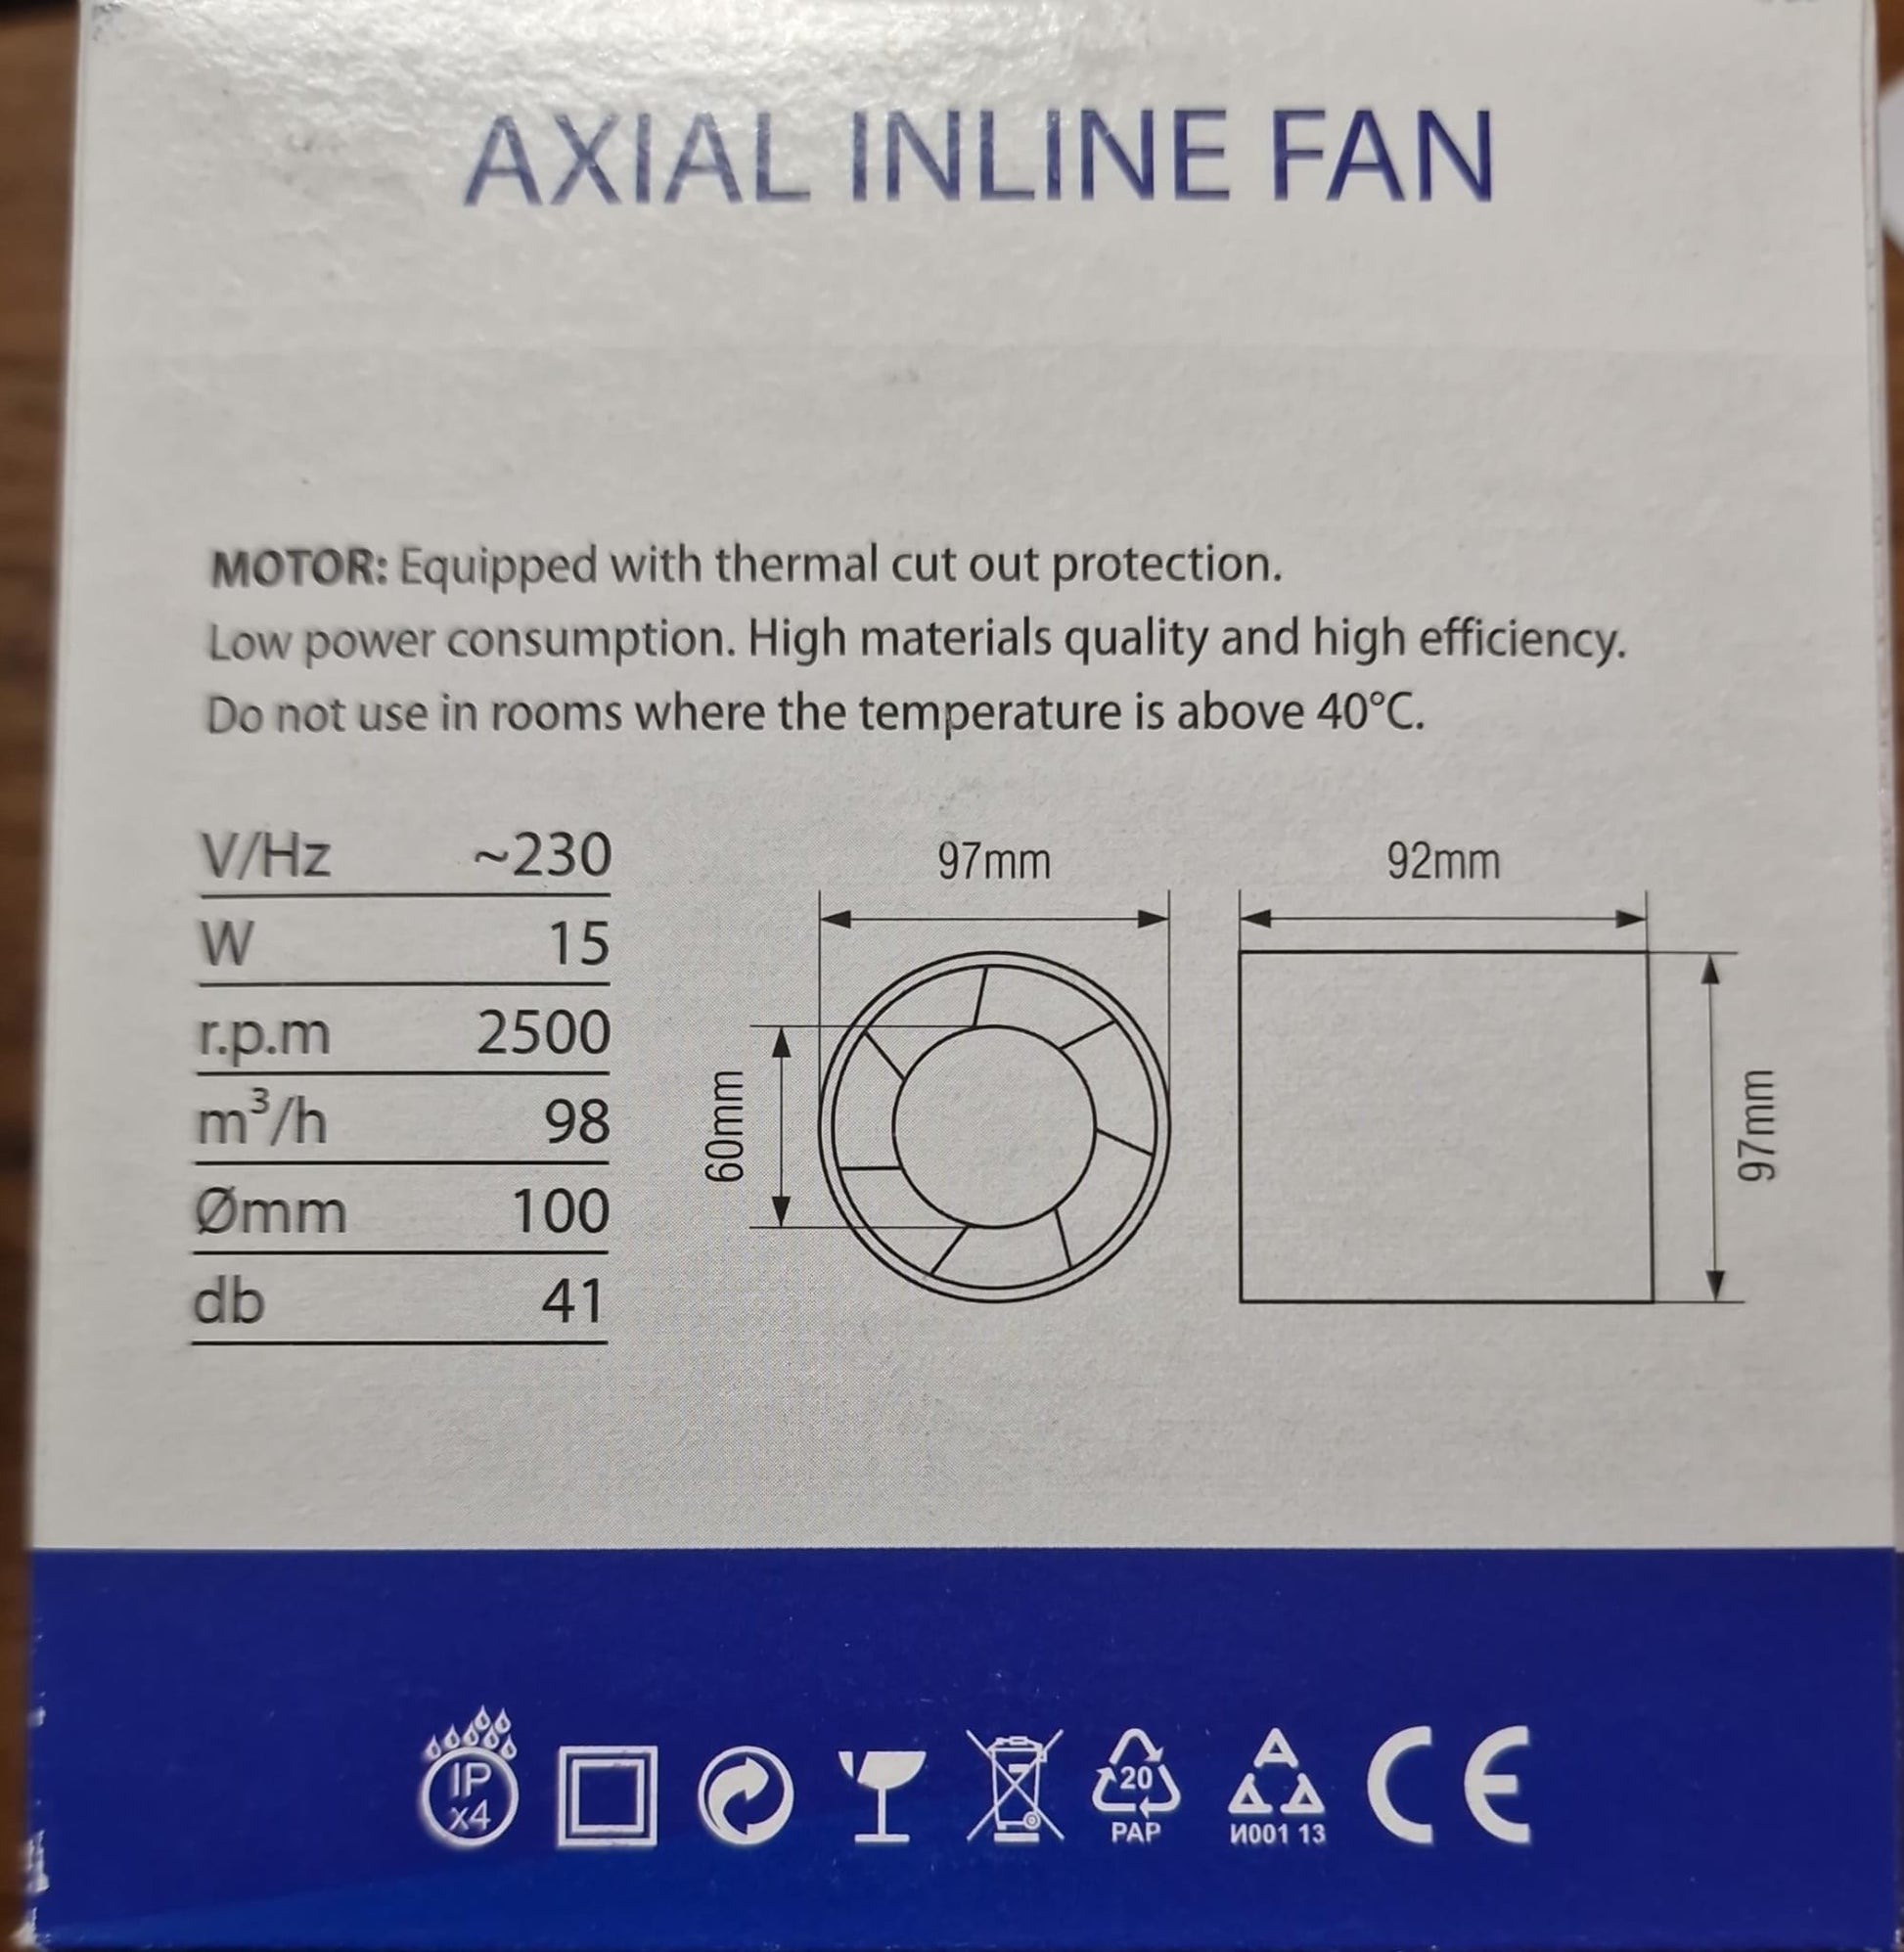 AXIAL INLINE FAN
MOTOR: Equipped with thermal cut out protection.
Low power consumption. High materials quality and high efficiency.
Do not use in rooms where the temperature is above 40°C.
V/Hz ~230
W 15
r.p.m 2500
m³/h 98
Ømm 100
db 41
97mm
60mm
92mm
97mm
IP
x4
20
PAP
И001 13
CE